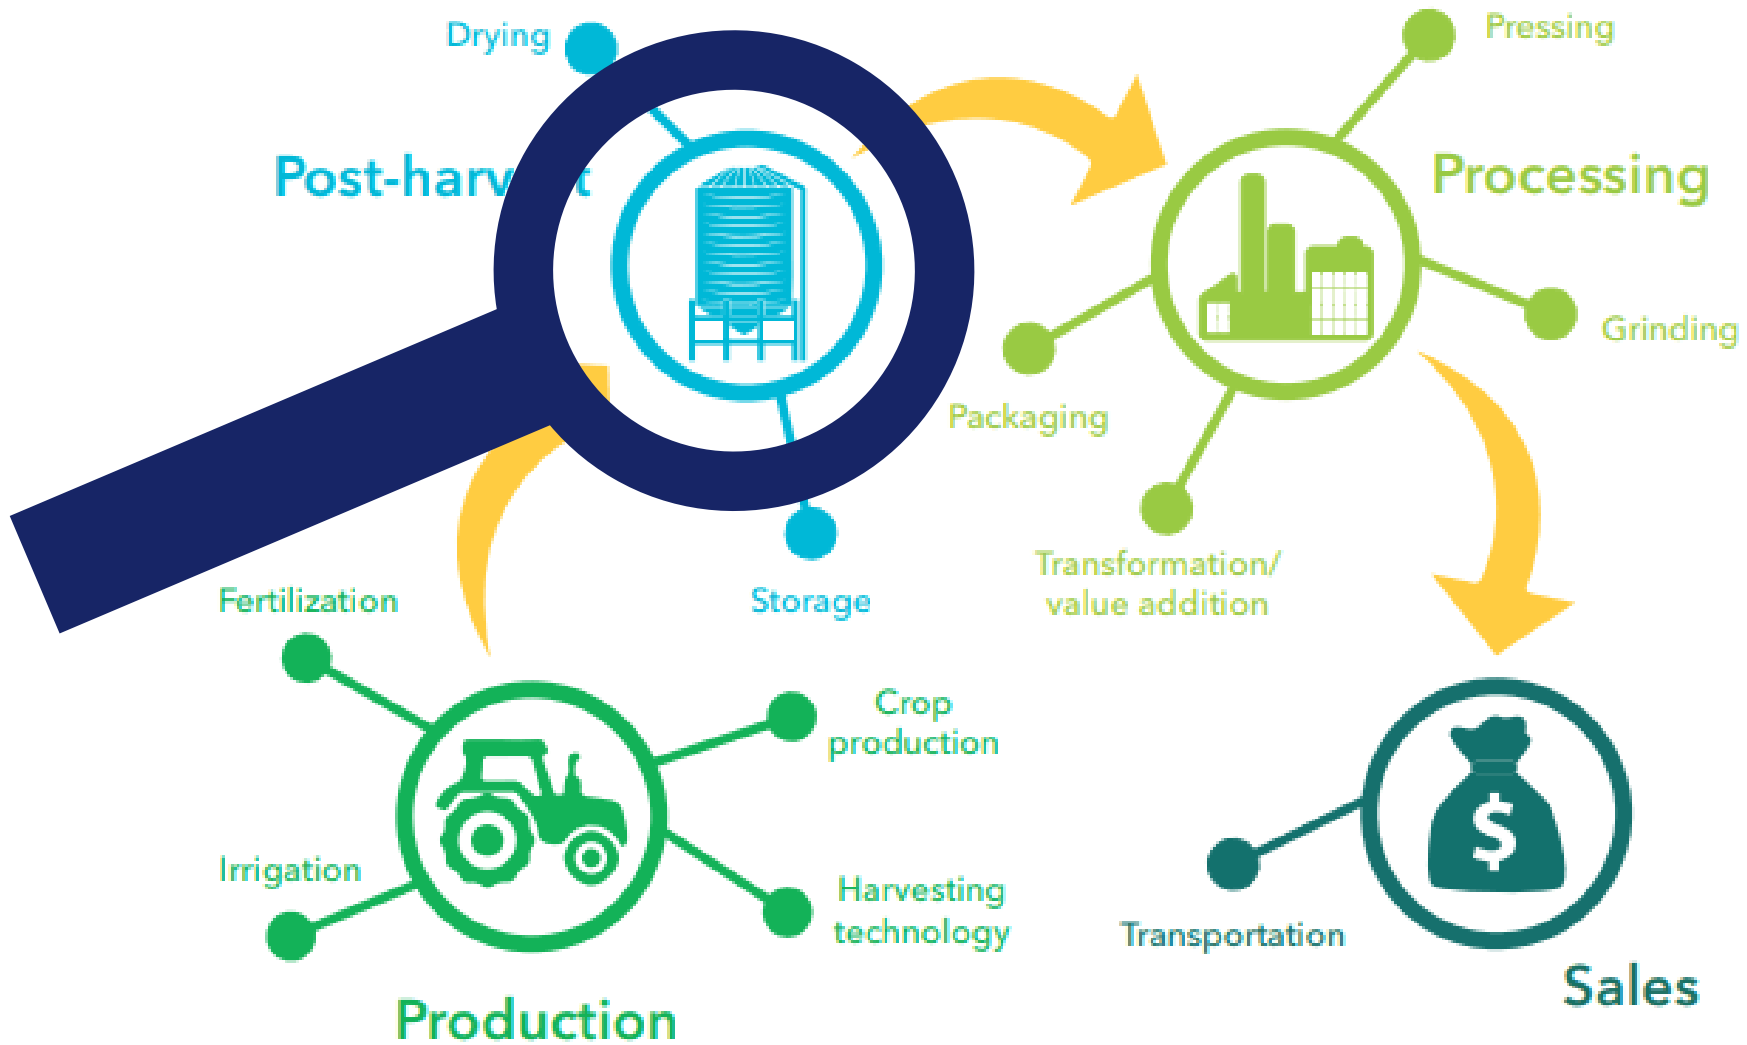 Drying
Pressing
Post-harv t
Processing
Grinding
Packaging
Transformation/
value addition
Fertilization
Storage
Crop
production
Irrigation
Harvesting
technology
Transportation
$
Sales
Production